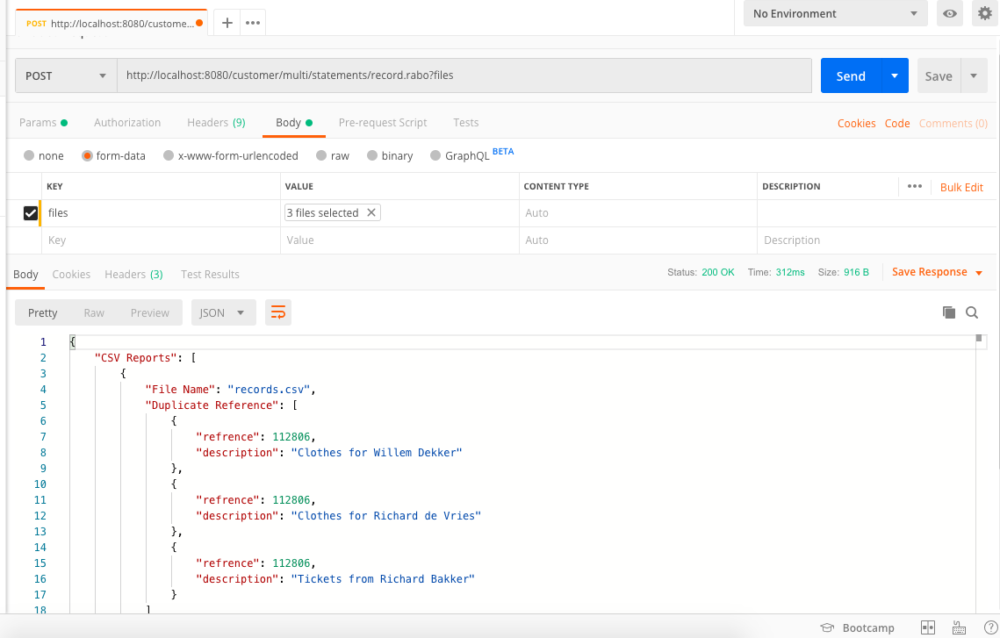 POST http://localhost:8080/custome...
No Environment
POST
http://localhost:8080/customer/multi/statements/record.rabo?files
Send
Save
Params
Authorization
Headers (9)
Body
Pre-request Script
Tests
Cookies
Code
Comments (0)
none
form-data
x-www-form-urlencoded
raw
binary
GraphQL BETA
KEY
VALUE
CONTENT TYPE
DESCRIPTION
Bulk Edit
files
3 files selected
Auto
Key
Value
Auto
Description
Body
Cookies
Headers (3)
Test Results
Status: 200 OK
Time: 312ms
Size: 916 B
Save Response
Pretty
Raw
Preview
JSON
1 {
2 "CSV Reports": [
3 {
4 "File Name": "records.csv",
5 "Duplicate Reference": [
6 {
7 "refrence": 112806,
8 "description": "Clothes for Willem Dekker"
9 },
10 {
11 "refrence": 112806,
12 "description": "Clothes for Richard de Vries"
13 },
14 {
15 "refrence": 112806,
16 "description": "Tickets from Richard Bakker"
17 }
18 ]
Bootcamp